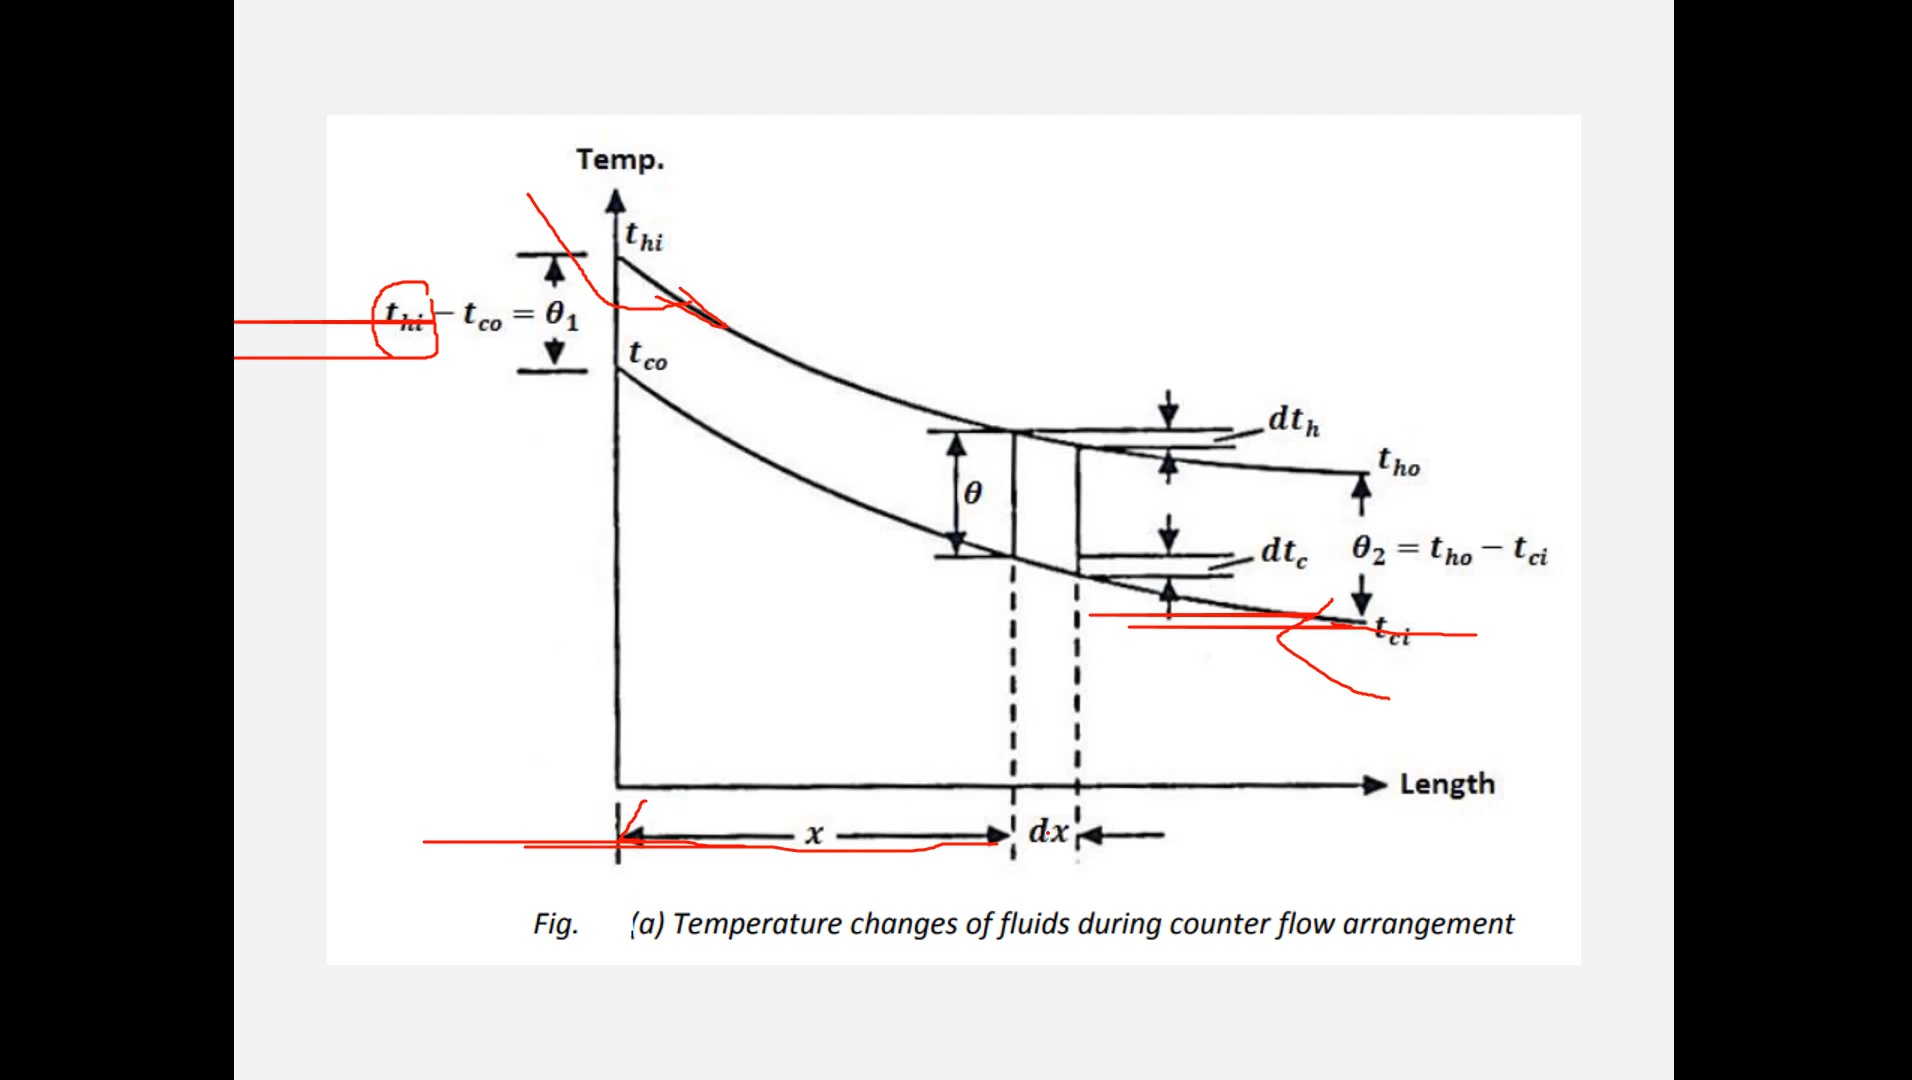 Temp.
t_hi
t_hi − t_co = θ_1
t_co
dt_h
t_ho
θ
dt_c
θ_2 = t_ho − t_ci
t_ci
Length
x
dx
Fig. (a) Temperature changes of fluids during counter flow arrangement